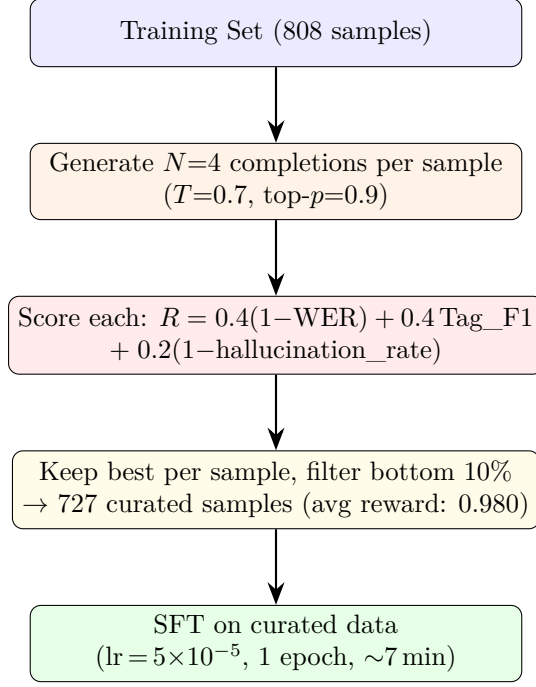 Training Set (808 samples)
Generate N=4 completions per sample
(T=0.7, top-p=0.9)
Score each: R = 0.4(1−WER) + 0.4 Tag_F1
+ 0.2(1−hallucination_rate)
Keep best per sample, filter bottom 10%
→ 727 curated samples (avg reward: 0.980)
SFT on curated data
(lr = 5×10⁻⁵, 1 epoch, ∼7 min)